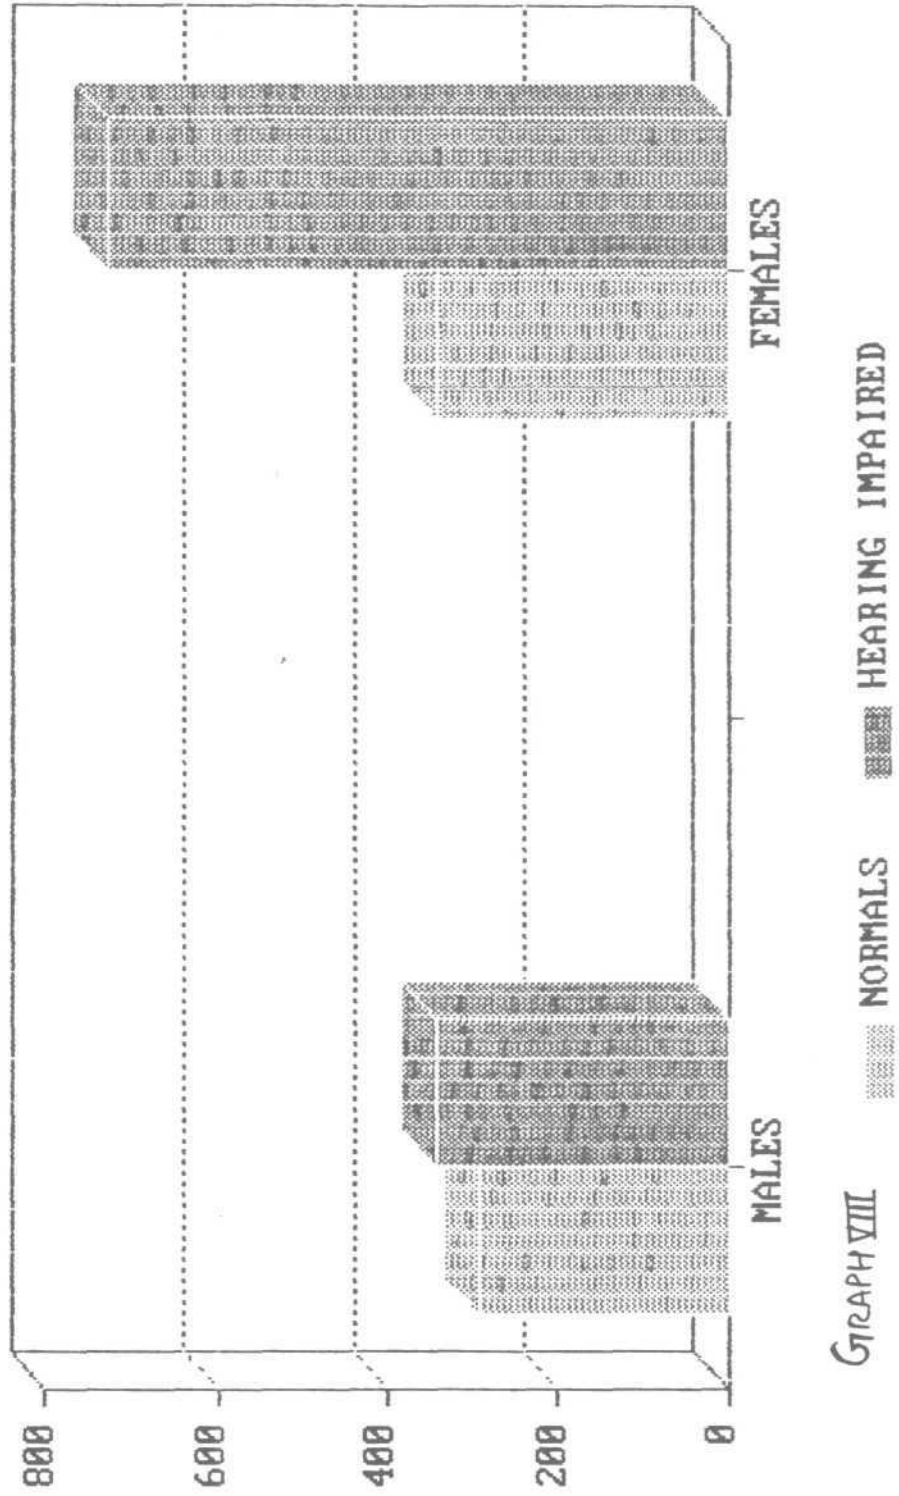 800
600
400
200
0
MALES
FEMALES
NORMALS
HEARING IMPAIRED
GRAPH VIII